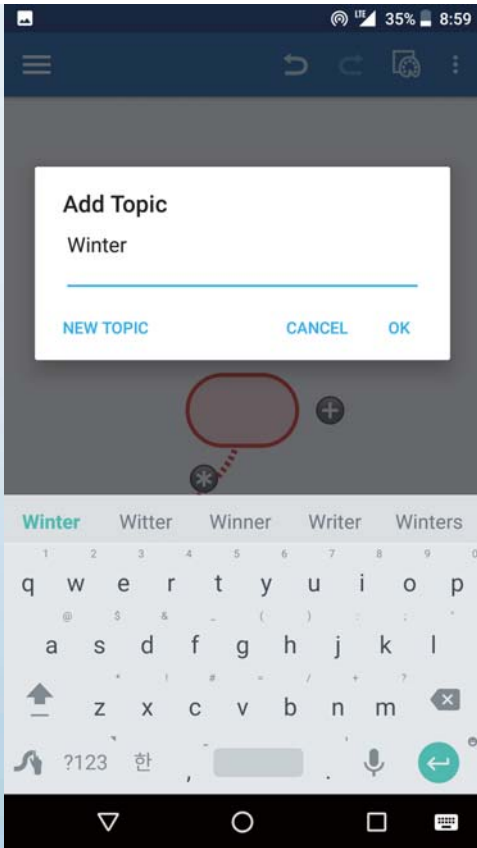 LTE 35% 8:59
Add Topic
Winter
NEW TOPIC CANCEL OK
Winter Witter Winner Writer Winters
1 2 3 4 5 6 7 8 9 0
q w e r t y u i o p
@ $ & _ ( ) : ; "
a s d f g h j k l
* ! # = / + ?
z x c v b n m
?123 한 , .